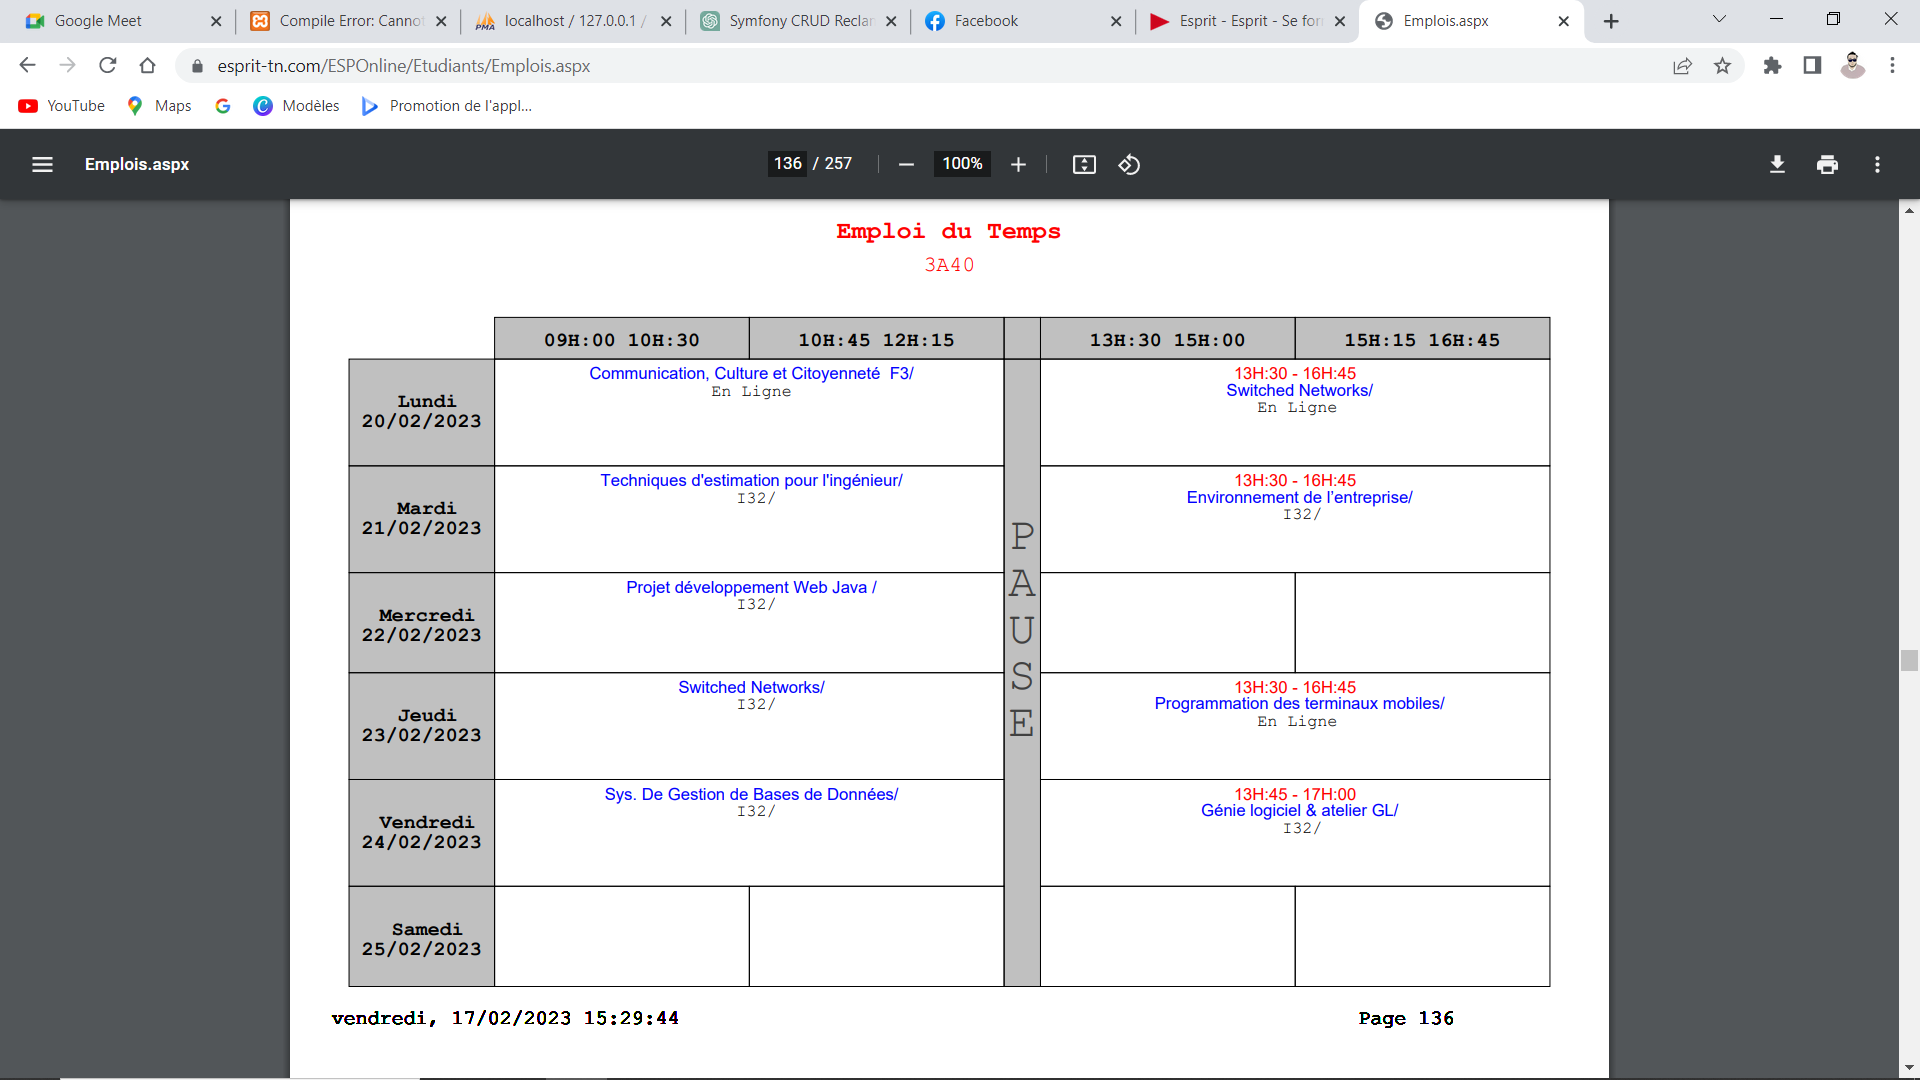 Google Meet
Compile Error: Canno
localhost / 127.0.0.1 /
Symfony CRUD Reclar
Facebook
Esprit - Esprit - Se for
Emplois.aspx
esprit-tn.com/ESPOnline/Etudiants/Emplois.aspx
YouTube
Maps
Modèles
Promotion de l'appl...
Emplois.aspx
136 / 257
100%
Emploi du Temps
3A40
09H:00 10H:30
10H:45 12H:15
13H:30 15H:00
15H:15 16H:45
Lundi
20/02/2023
Communication, Culture et Citoyenneté F3/
En Ligne
13H:30 - 16H:45
Switched Networks/
En Ligne
Mardi
21/02/2023
Techniques d'estimation pour l'ingénieur/
I32/
13H:30 - 16H:45
Environnement de l'entreprise/
I32/
PAUSE
Mercredi
22/02/2023
Projet développement Web Java /
I32/
Jeudi
23/02/2023
Switched Networks/
I32/
13H:30 - 16H:45
Programmation des terminaux mobiles/
En Ligne
Vendredi
24/02/2023
Sys. De Gestion de Bases de Données/
I32/
13H:45 - 17H:00
Génie logiciel & atelier GL/
I32/
Samedi
25/02/2023
vendredi, 17/02/2023 15:29:44
Page 136